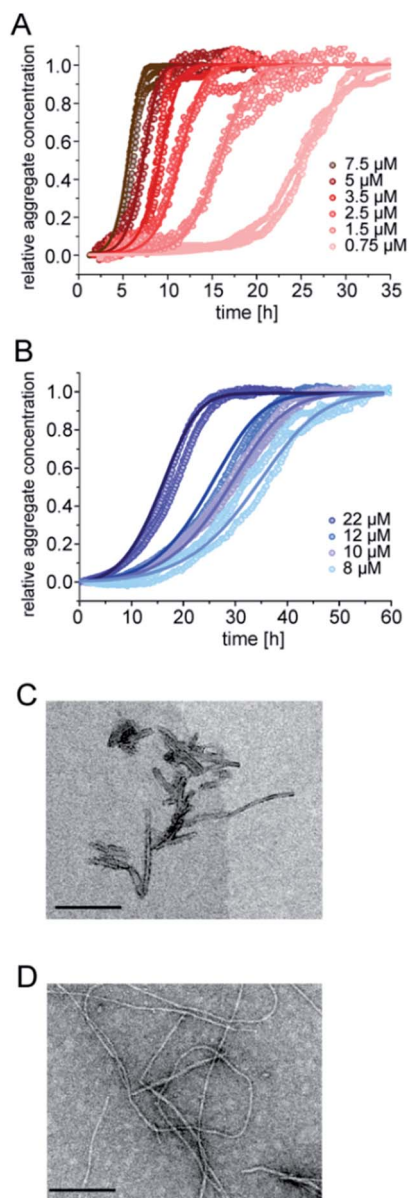 A
relative aggregate concentration
1.0
0.8
0.6
0.4
0.2
0.0
7.5 µM
5 µM
3.5 µM
2.5 µM
1.5 µM
0.75 µM
5 10 15 20 25 30 35
time [h]
B
relative aggregate concentration
1.0
0.8
0.6
0.4
0.2
0.0
22 µM
12 µM
10 µM
8 µM
0 10 20 30 40 50 60
time [h]
C
D